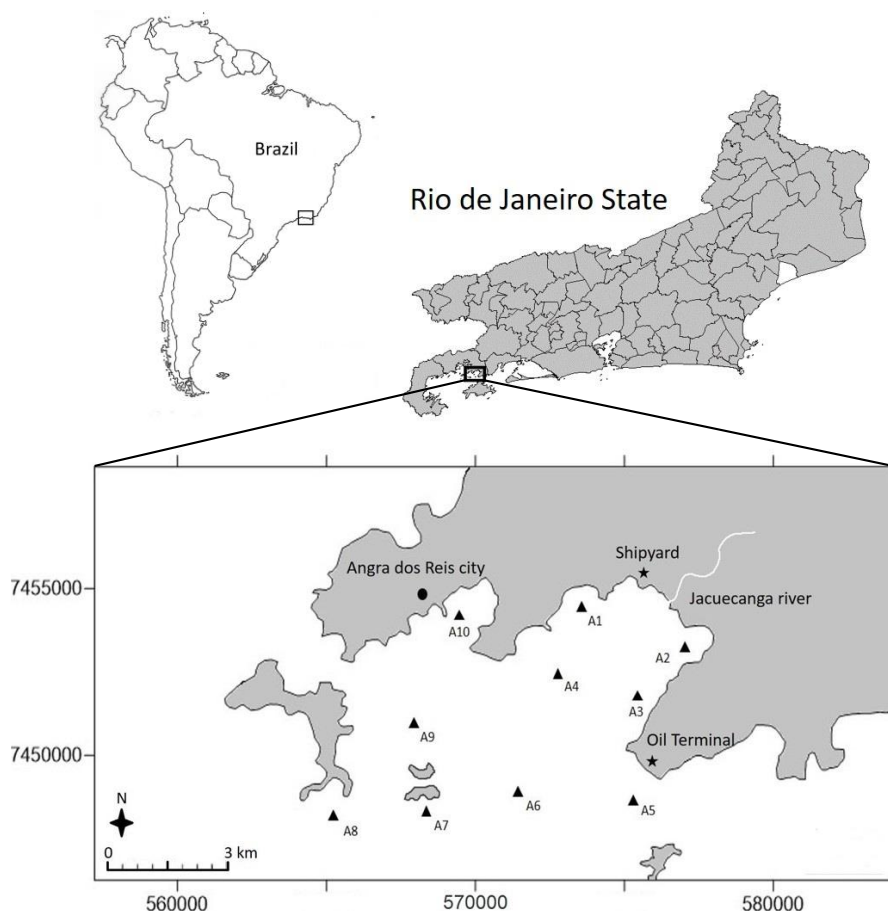 Brazil
Rio de Janeiro State
7455000
7450000
Shipyard
Angra dos Reis city
Jacuecanga river
A1
A10
A2
A4
A3
Oil Terminal
A9
A6
A5
A7
A8
N
0 3 km
560000 570000 580000